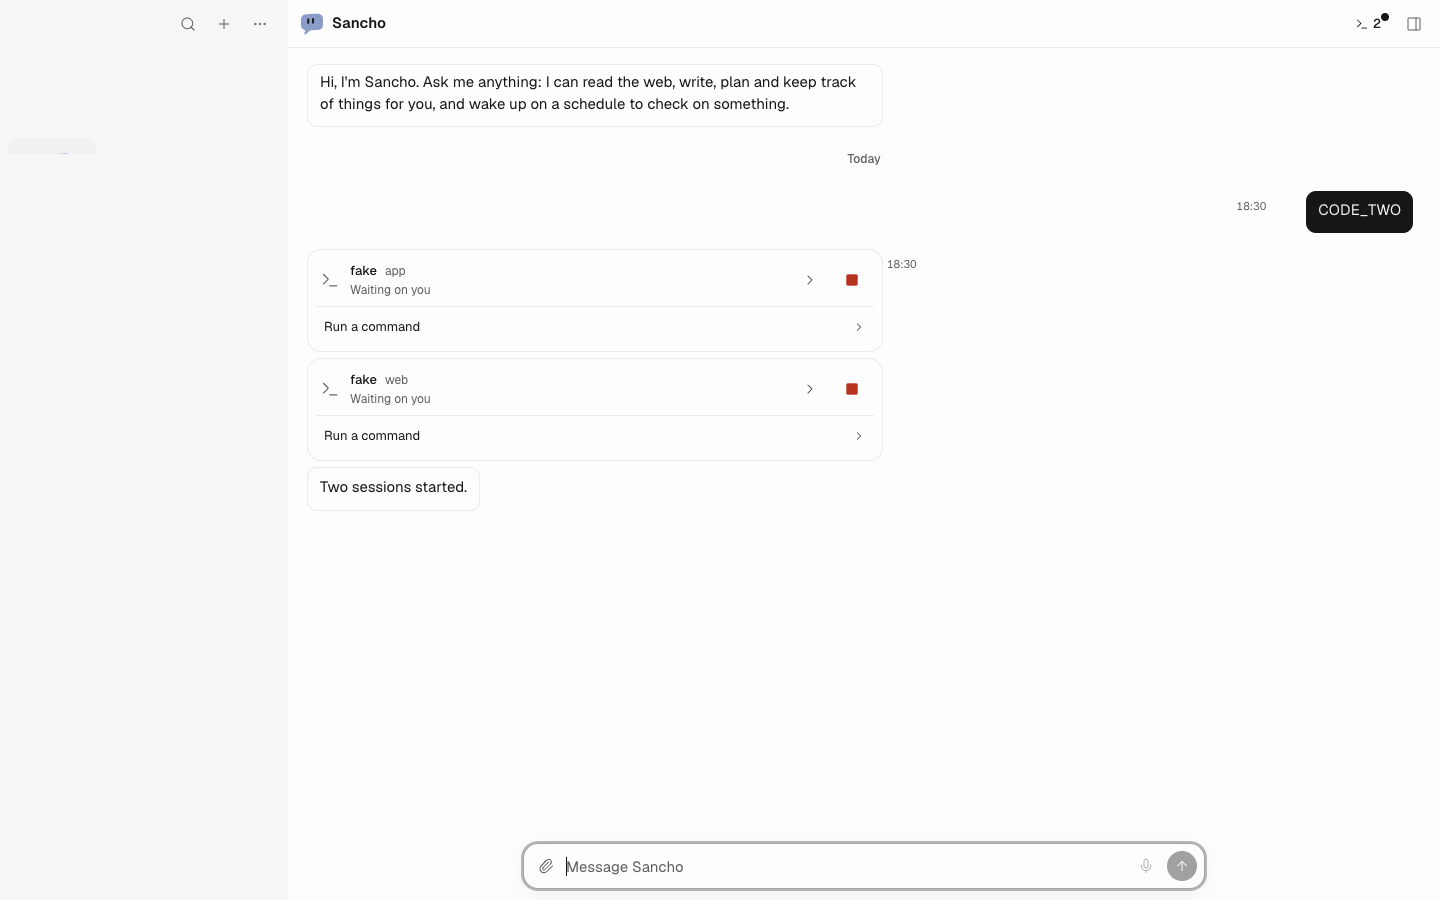 Sancho
2
Hi, I'm Sancho. Ask me anything: I can read the web, write, plan and keep track
of things for you, and wake up on a schedule to check on something.
Today
18:30
CODE_TWO
fake app
18:30
Waiting on you
Run a command
fake web
Waiting on you
Run a command
Two sessions started.
Message Sancho